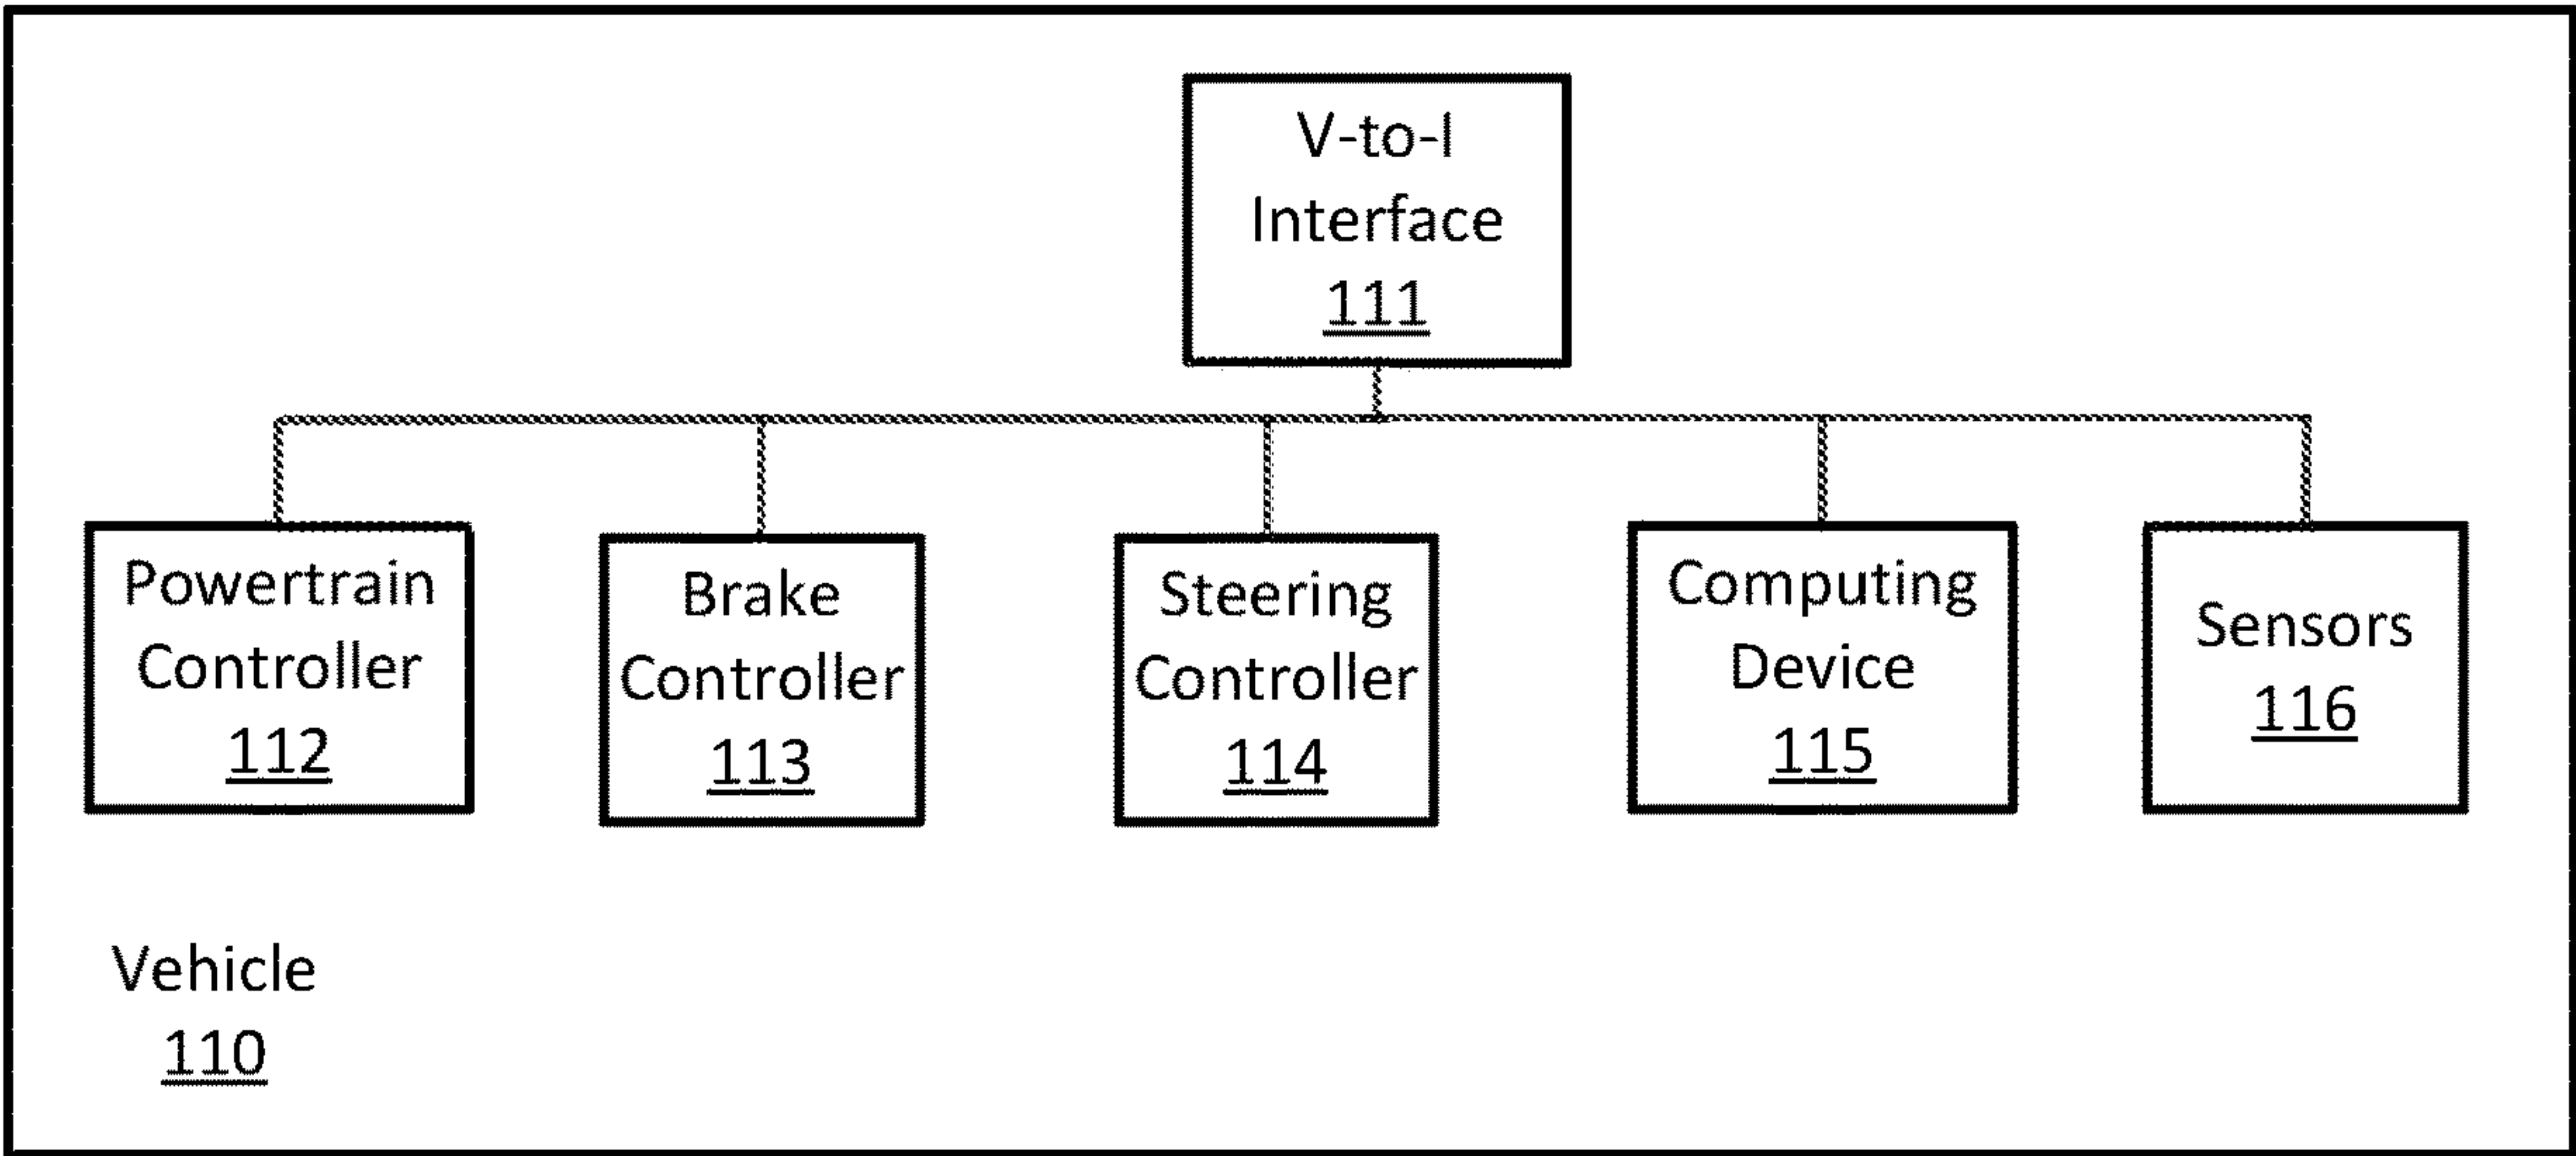 V-to-I
Interface
111
Powertrain
Controller
112
Brake
Controller
113
Steering
Controller
114
Computing
Device
115
Sensors
116
Vehicle
110